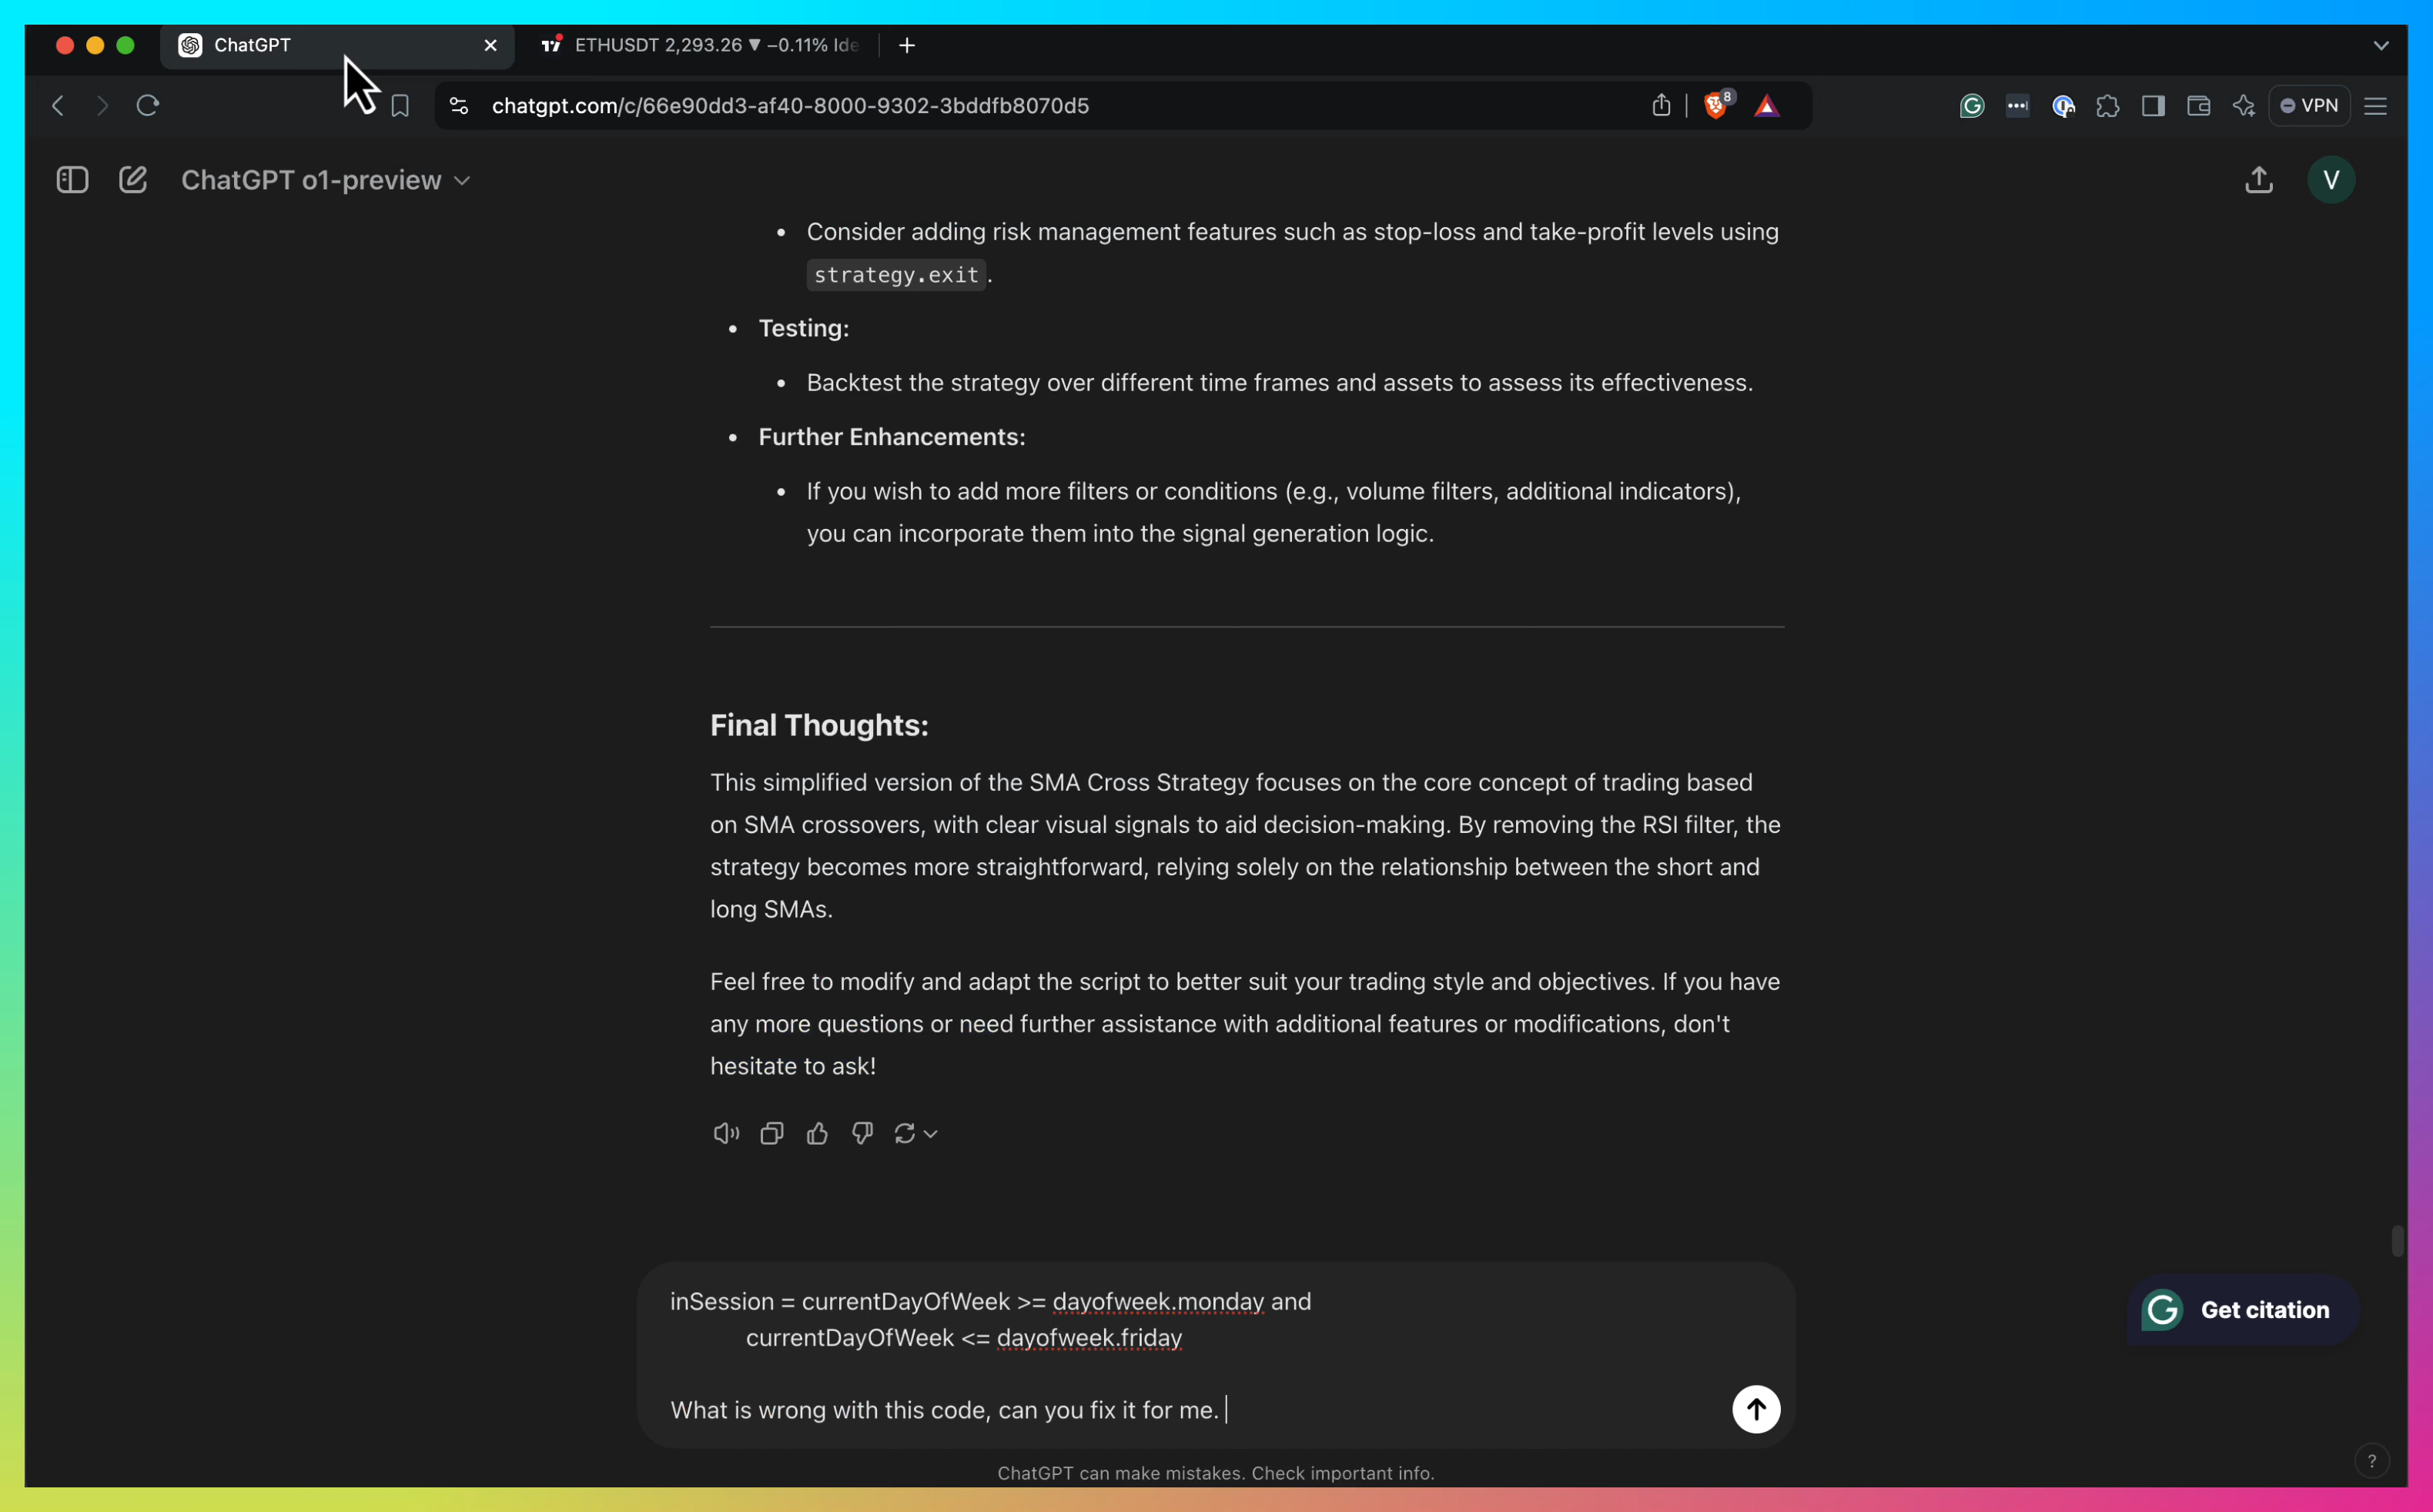 ChatGPT
ETHUSDT 2,293.26 ▼ −0.11% Ide
chatgpt.com/c/66e90dd3-af40-8000-9302-3bddfb8070d5
8
VPN
ChatGPT o1-preview
V
• Consider adding risk management features such as stop-loss and take-profit levels using
strategy.exit .
• Testing:
• Backtest the strategy over different time frames and assets to assess its effectiveness.
• Further Enhancements:
• If you wish to add more filters or conditions (e.g., volume filters, additional indicators),
you can incorporate them into the signal generation logic.
Final Thoughts:
This simplified version of the SMA Cross Strategy focuses on the core concept of trading based
on SMA crossovers, with clear visual signals to aid decision-making. By removing the RSI filter, the
strategy becomes more straightforward, relying solely on the relationship between the short and
long SMAs.
Feel free to modify and adapt the script to better suit your trading style and objectives. If you have
any more questions or need further assistance with additional features or modifications, don't
hesitate to ask!
inSession = currentDayOfWeek >= dayofweek.monday and
currentDayOfWeek <= dayofweek.friday
What is wrong with this code, can you fix it for me.
Get citation
ChatGPT can make mistakes. Check important info.
?